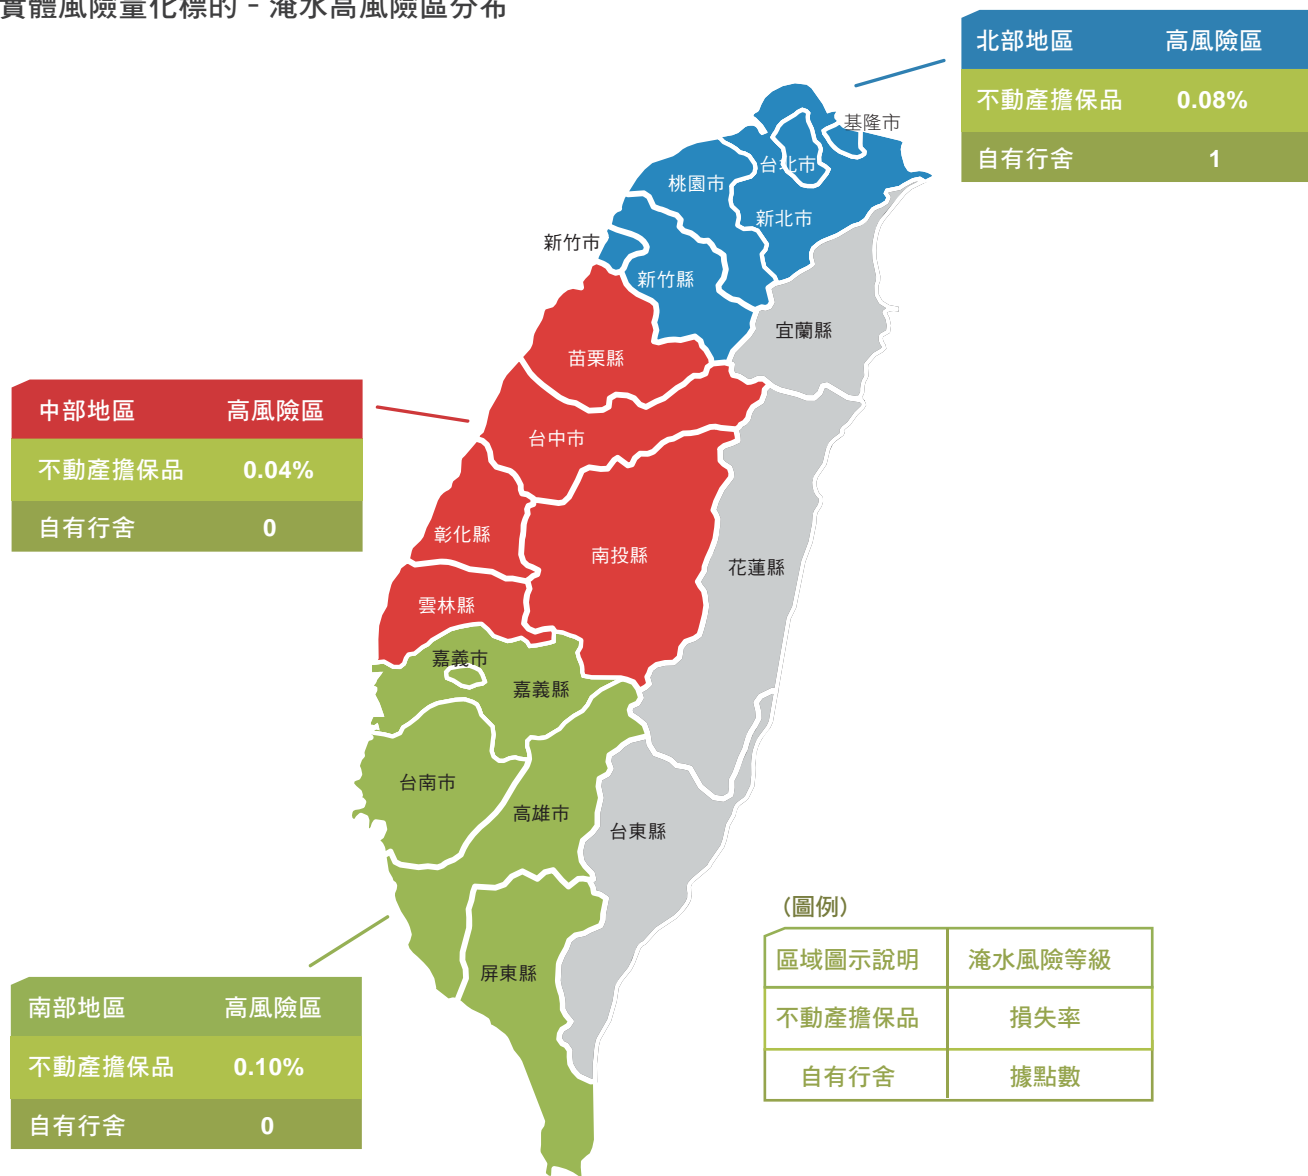 實體風險量化標的 - 淹水高風險區分布
北部地區 高風險區
不動產擔保品 0.08%
自有行舍 1
基隆市
台北市
桃園市
新北市
新竹市
新竹縣
宜蘭縣
苗栗縣
中部地區 高風險區
不動產擔保品 0.04%
自有行舍 0
台中市
彰化縣
南投縣
花蓮縣
雲林縣
嘉義市
嘉義縣
台南市
高雄市
台東縣
屏東縣
南部地區 高風險區
不動產擔保品 0.10%
自有行舍 0
(圖例)
區域圖示說明 淹水風險等級
不動產擔保品 損失率
自有行舍 據點數